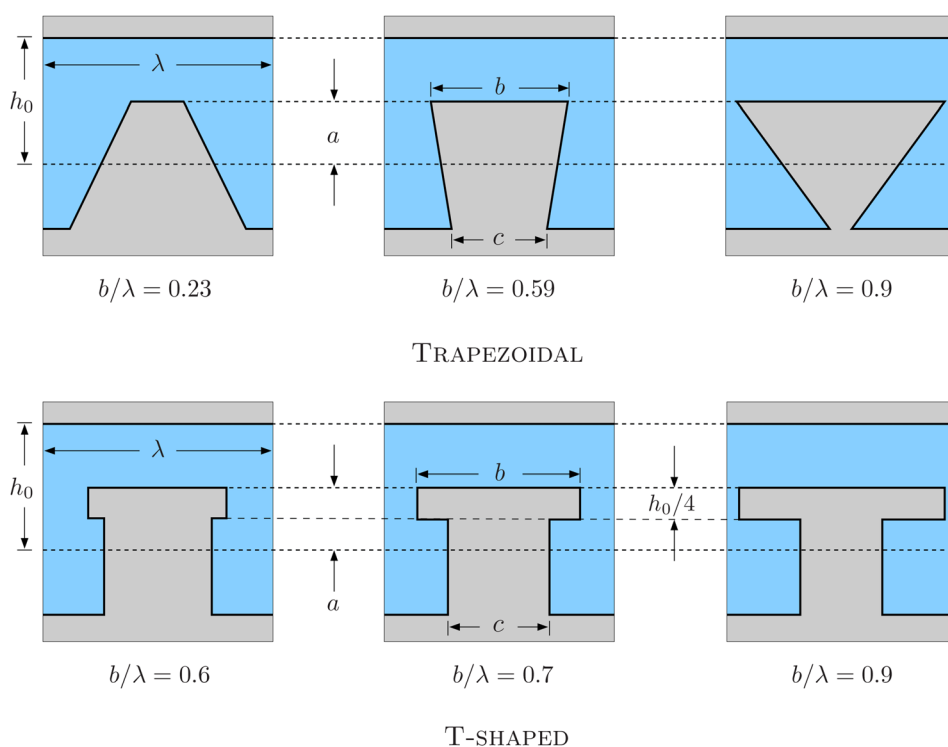 λ
h₀
a
b
c
b/λ = 0.23
b/λ = 0.59
b/λ = 0.9
TRAPEZOIDAL
λ
h₀
a
b
h₀/4
c
b/λ = 0.6
b/λ = 0.7
b/λ = 0.9
T-SHAPED